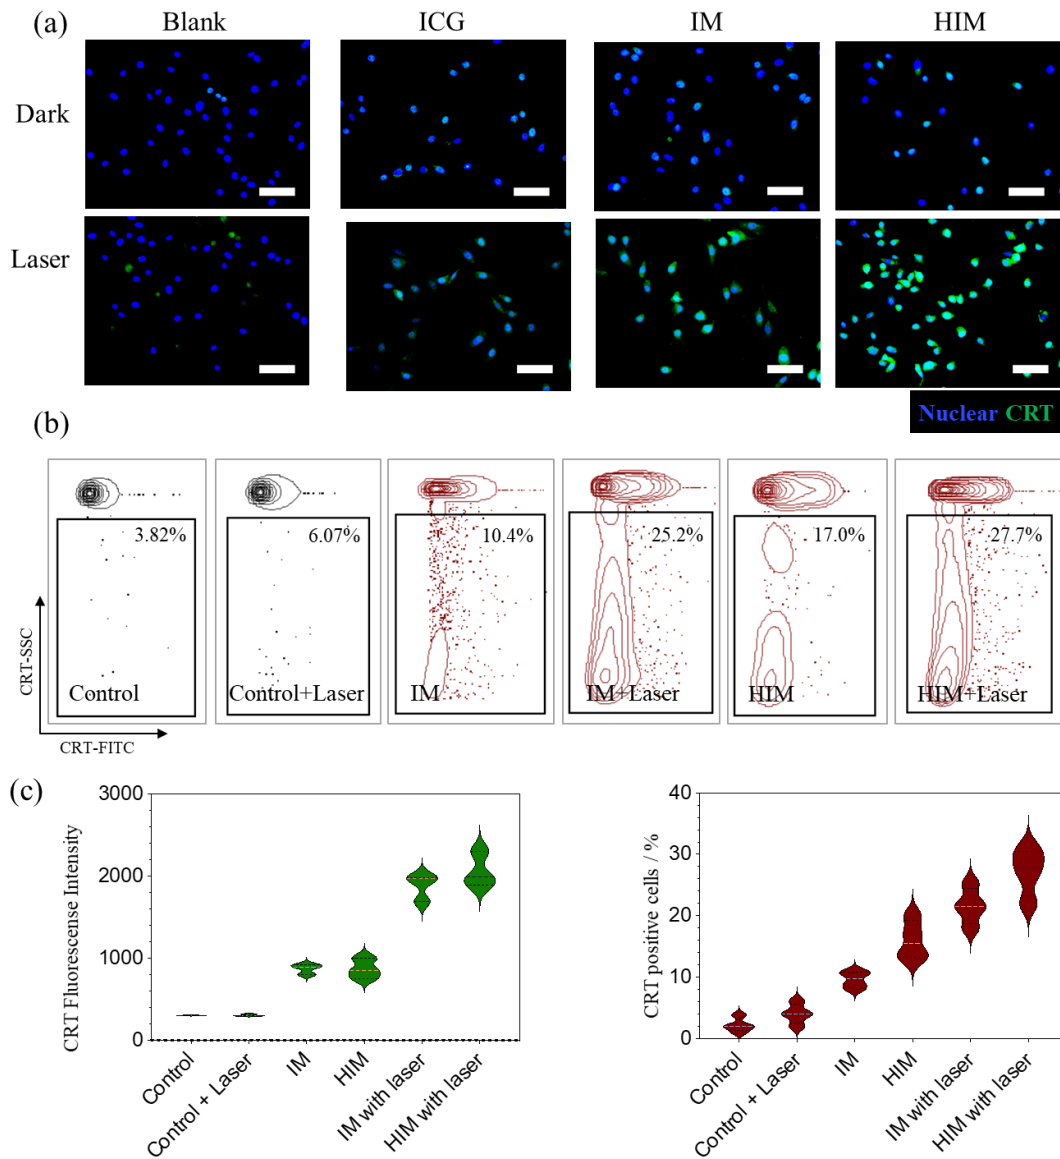 (a)
Blank ICG IM HIM
Dark
Laser
Nuclear CRT
(b)
3.82% 6.07% 10.4% 25.2% 17.0% 27.7%
Control Control+Laser IM IM+Laser HIM HIM+Laser
CRT-SSC
CRT-FITC
(c)
CRT Fluorescense Intensity
3000
2000
1000
0
Control
Control + Laser
IM
HIM
IM with laser
HIM with laser
CRT positive cells / %
40
30
20
10
0
Control
Control + Laser
IM
HIM
IM with laser
HIM with laser